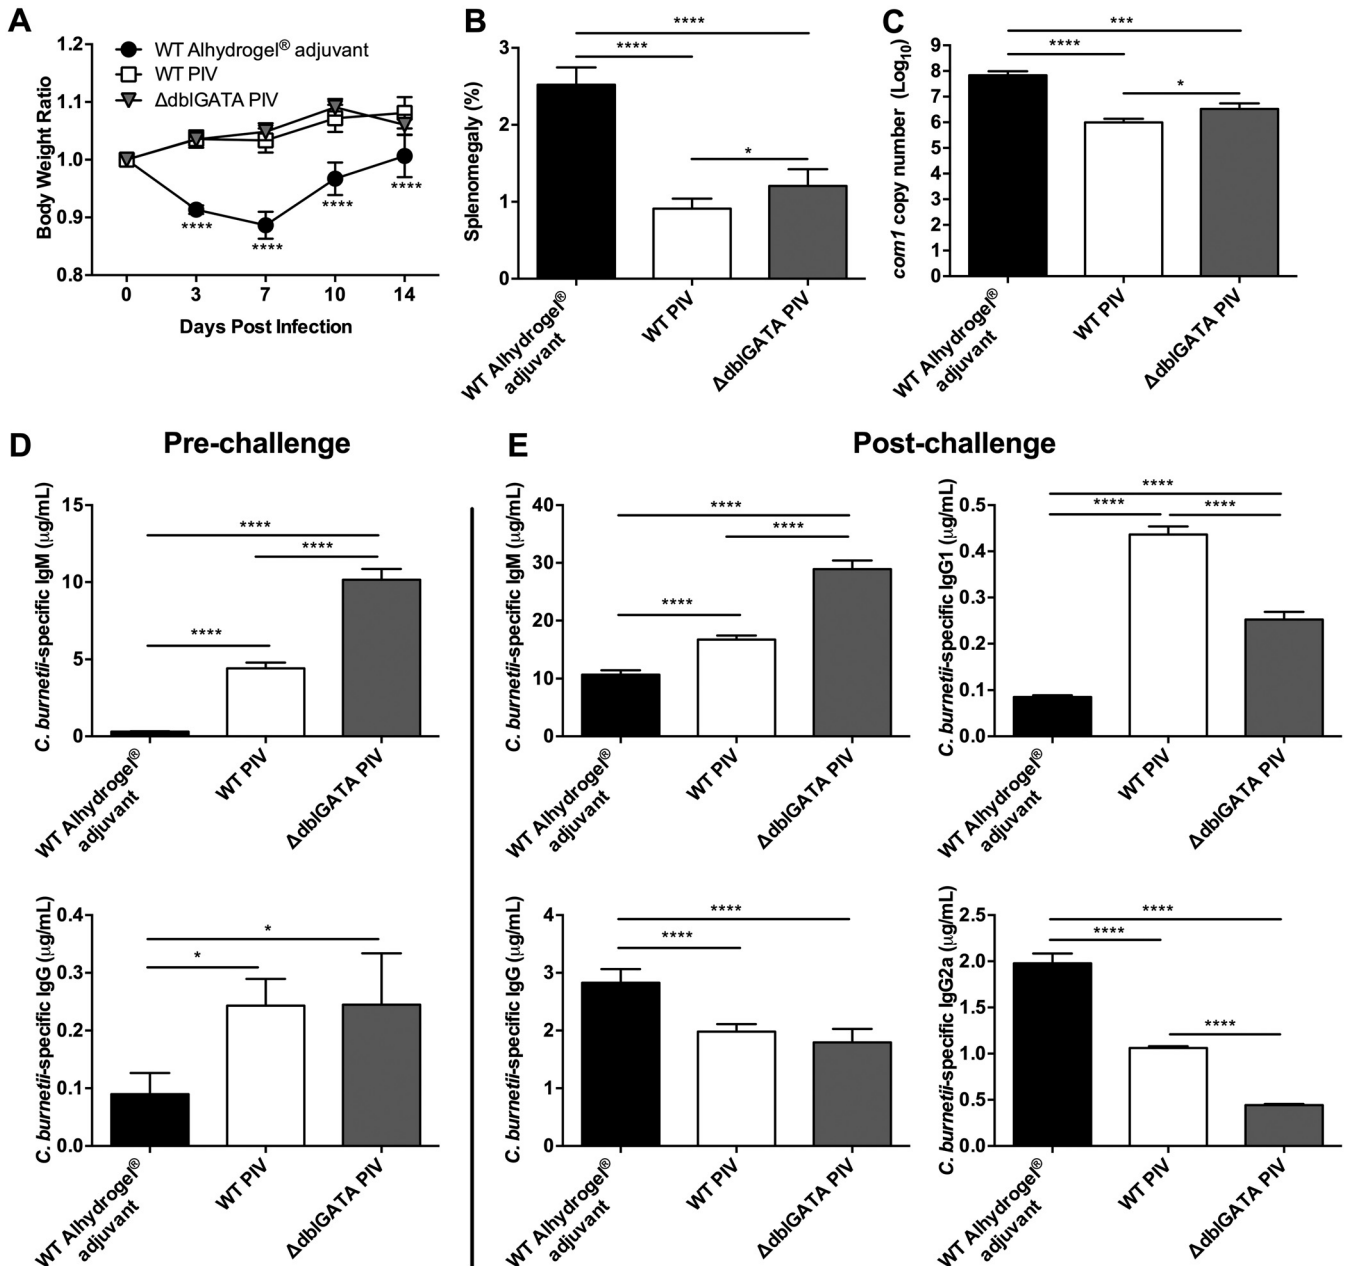 A
1.2
1.1
1.0
0.9
0.8
Body Weight Ratio
WT Alhydrogel® adjuvant
WT PIV
ΔdblGATA PIV
****
****
****
****
0
3
7
10
14
Days Post Infection
B
****
****
*
3
2
1
0
Splenomegaly (%)
WT Alhydrogel®
adjuvant
WT PIV
ΔdblGATA PIV
C
***
****
*
9
8
7
6
5
4
3
2
1
0
com1 copy number (Log10)
WT Alhydrogel®
adjuvant
WT PIV
ΔdblGATA PIV
D
Pre-challenge
15
10
5
0
C. burnetii-specific IgM (μg/mL)
****
****
****
WT Alhydrogel®
adjuvant
WT PIV
ΔdblGATA PIV
0.4
0.3
0.2
0.1
0.0
C. burnetii-specific IgG (μg/mL)
*
*
WT Alhydrogel®
adjuvant
WT PIV
ΔdblGATA PIV
E
Post-challenge
40
30
20
10
0
C. burnetii-specific IgM (μg/mL)
****
****
****
WT Alhydrogel®
adjuvant
WT PIV
ΔdblGATA PIV
0.5
0.4
0.3
0.2
0.1
0.0
C. burnetii-specific IgG1 (μg/mL)
****
****
****
WT Alhydrogel®
adjuvant
WT PIV
ΔdblGATA PIV
4
3
2
1
0
C. burnetii-specific IgG (μg/mL)
****
****
WT Alhydrogel®
adjuvant
WT PIV
ΔdblGATA PIV
2.5
2.0
1.5
1.0
0.5
0.0
C. burnetii-specific IgG2a (μg/mL)
****
****
****
WT Alhydrogel®
adjuvant
WT PIV
ΔdblGATA PIV